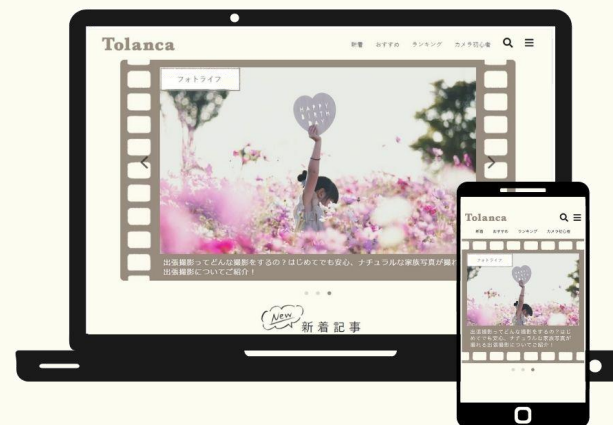 Tolanca
新着 おすすめ ランキング カメラ初心者
フォトライフ
HAPPY
BIRTH
DAY
出張撮影ってどんな撮影をするの?はじめてでも安心、ナチュラルな家族写真が撮れ
出張撮影についてご紹介!
New
新着記事
Tolanca
新着 おすすめ ランキング カメラ初心者
フォトライフ
出張撮影ってどんな撮影をするの?はじ
めてでも安心、ナチュラルな家族写真が
撮れる出張撮影についてご紹介!